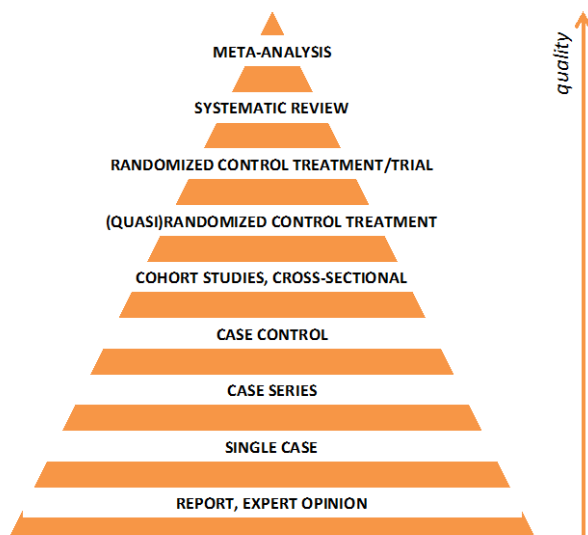 META-ANALYSIS
quality
SYSTEMATIC REVIEW
RANDOMIZED CONTROL TREATMENT/TRIAL
(QUASI)RANDOMIZED CONTROL TREATMENT
COHORT STUDIES, CROSS-SECTIONAL
CASE CONTROL
CASE SERIES
SINGLE CASE
REPORT, EXPERT OPINION